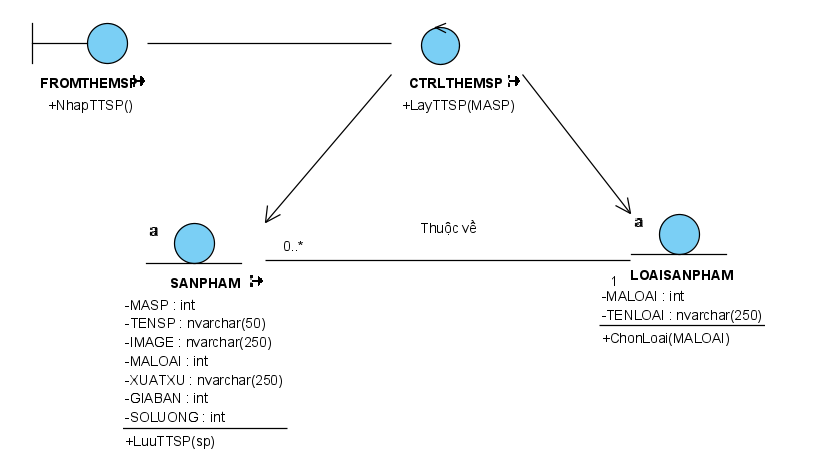 FROMTHEMSP
+NhapTTSP()
CTRLTHEMSP
+LayTTSP(MASP)
a
a
Thuộc về
0..*
1
SANPHAM
-MASP : int
-TENSP : nvarchar(50)
-IMAGE : nvarchar(250)
-MALOAI : int
-XUATXU : nvarchar(250)
-GIABAN : int
-SOLUONG : int
+LuuTTSP(sp)
LOAISANPHAM
-MALOAI : int
-TENLOAI : nvarchar(250)
+ChonLoai(MALOAI)